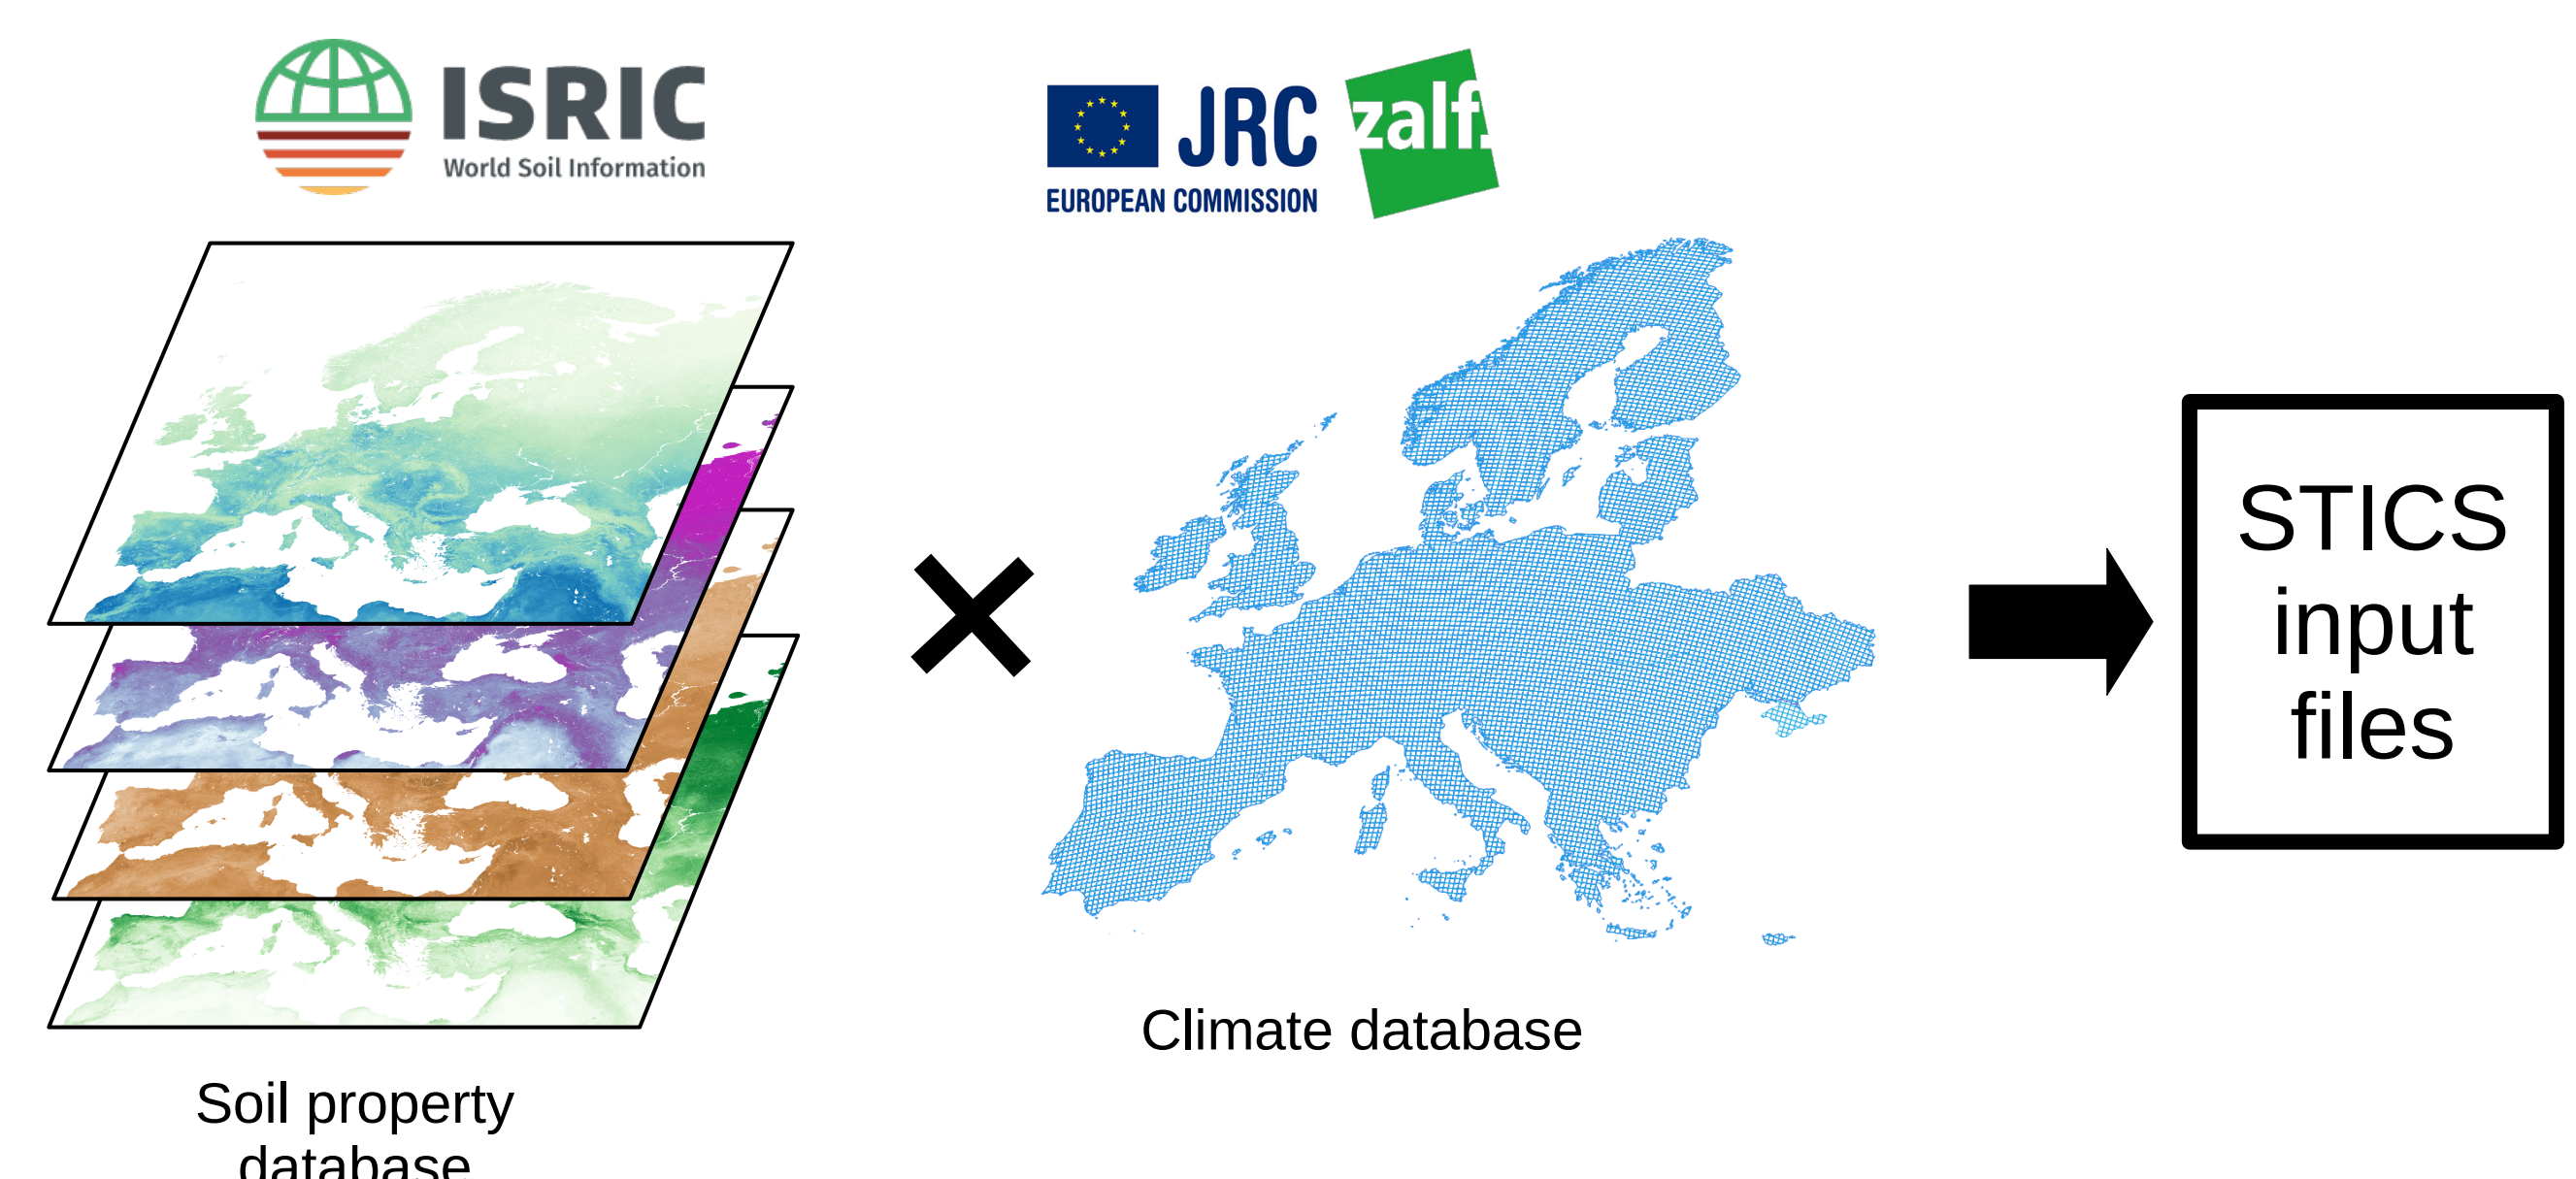 ISRIC
World Soil Information
JRC
EUROPEAN COMMISSION
zalf.
STICS
input
files
Climate database
Soil property
database